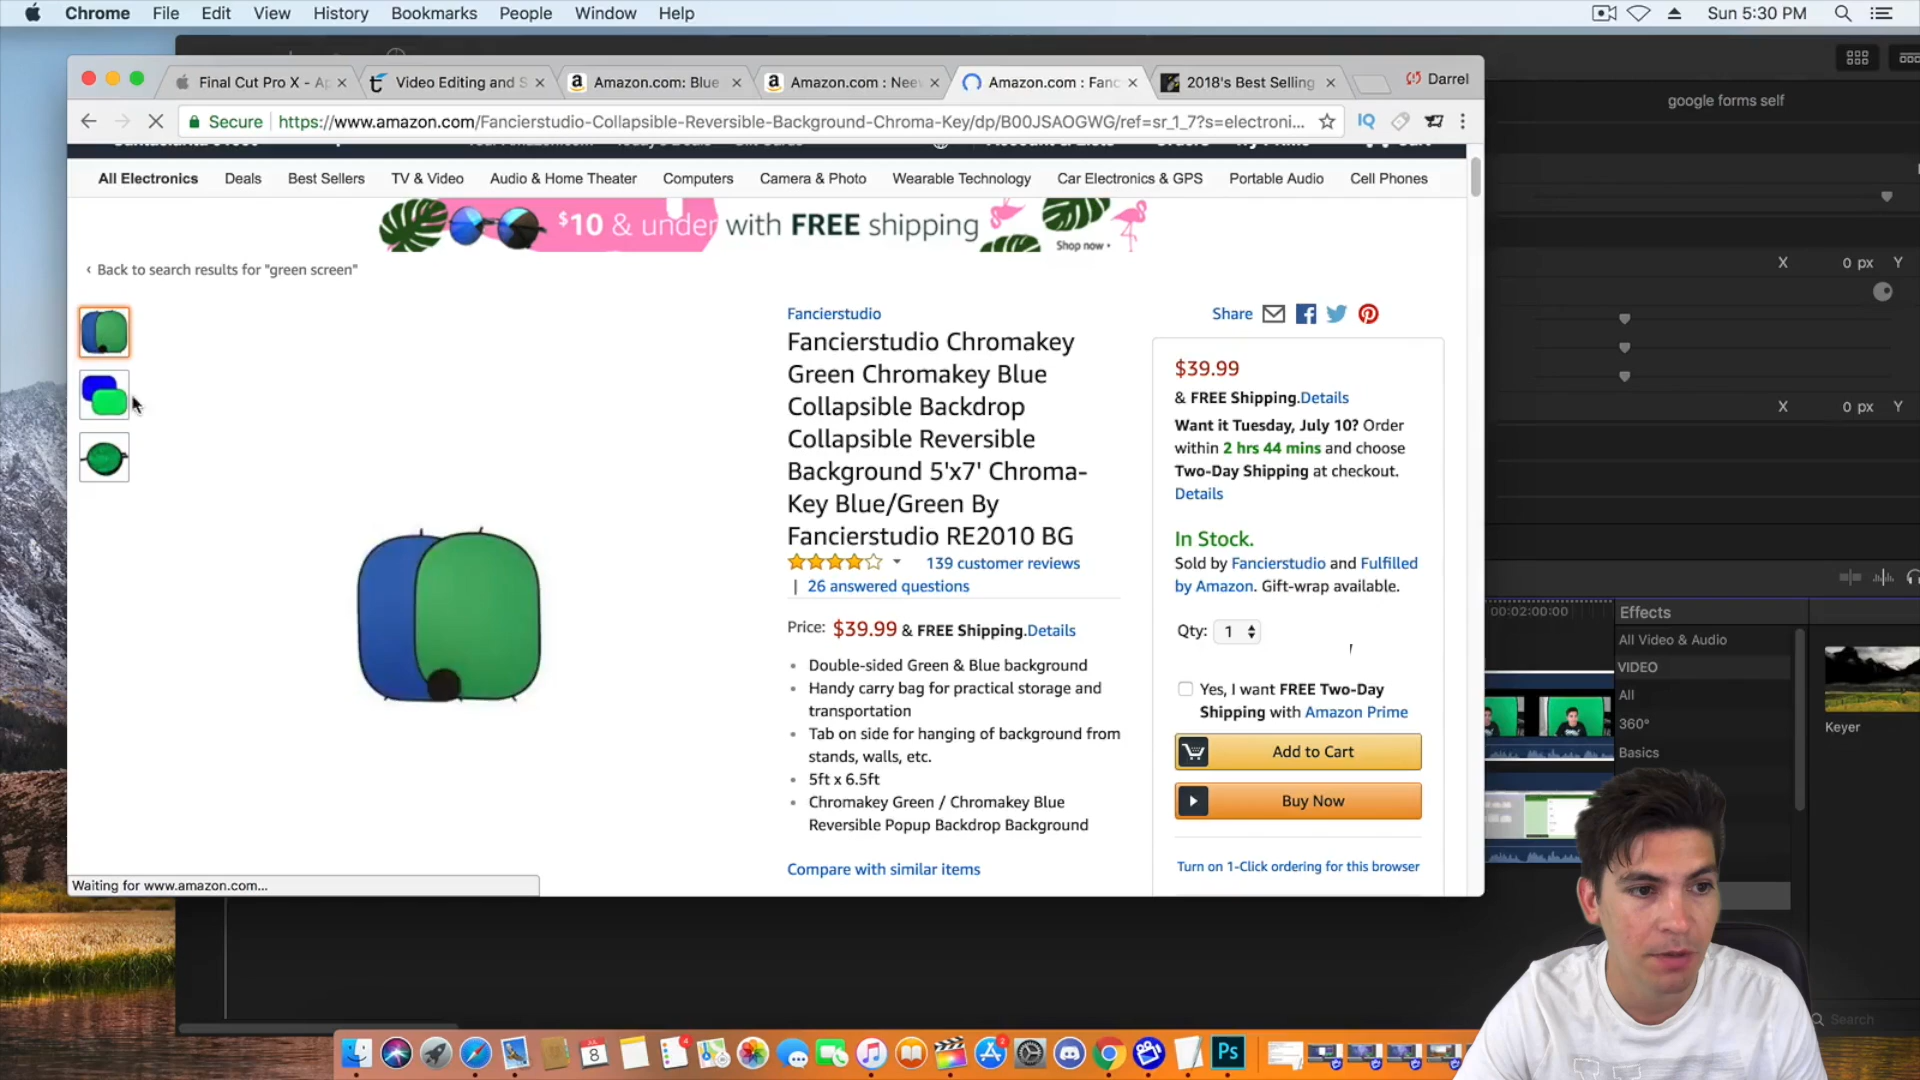 Chrome File Edit View History Bookmarks People Window Help Sun 5:30 PM
Final Cut Pro X - Ap Video Editing and S Amazon.com: Blue Amazon.com : Neew Amazon.com : Fanc 2018's Best Selling Darrel
Secure https://www.amazon.com/Fancierstudio-Collapsible-Reversible-Background-Chroma-Key/dp/B00JSAOGWG/ref=sr_1_7?s=electroni...
google forms self
All Electronics Deals Best Sellers TV & Video Audio & Home Theater Computers Camera & Photo Wearable Technology Car Electronics & GPS Portable Audio Cell Phones
$10 & under with FREE shipping
Shop now
‹ Back to search results for "green screen"
Fancierstudio
Fancierstudio Chromakey
Green Chromakey Blue
Collapsible Backdrop
Collapsible Reversible
Background 5'x7' Chroma-
Key Blue/Green By
Fancierstudio RE2010 BG
139 customer reviews
| 26 answered questions
Price: $39.99 & FREE Shipping.Details
• Double-sided Green & Blue background
• Handy carry bag for practical storage and
transportation
• Tab on side for hanging of background from
stands, walls, etc.
• 5ft x 6.5ft
• Chromakey Green / Chromakey Blue
Reversible Popup Backdrop Background
Compare with similar items
Share
$39.99
& FREE Shipping.Details
Want it Tuesday, July 10? Order
within 2 hrs 44 mins and choose
Two-Day Shipping at checkout.
Details
In Stock.
Sold by Fancierstudio and Fulfilled
by Amazon. Gift-wrap available.
Qty: 1
Yes, I want FREE Two-Day
Shipping with Amazon Prime
Add to Cart
Buy Now
Turn on 1-Click ordering for this browser
Waiting for www.amazon.com...
X 0 px Y
X 0 px Y
00:02:00:00
Effects
All Video & Audio
VIDEO
All
360°
Basics
Keyer
Search
8
4
2
Ps